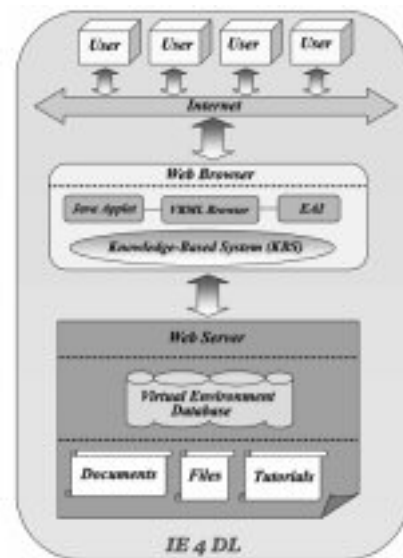 User User User User
Internet
Web Browser
Java Applet VRML Browser EAI
Knowledge-Based System (KBS)
Web Server
Virtual Environment
Database
Documents Files Tutorials
IE 4 DL